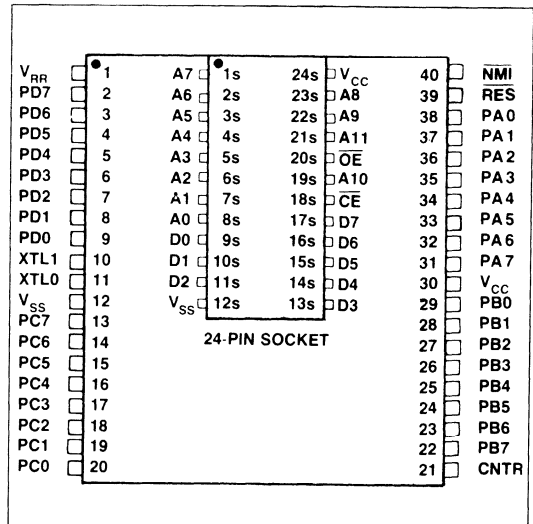 VRR 1 A7 1s 24s VCC 40 NMI
PD7 2 A6 2s 23s A8 39 RES
PD6 3 A5 3s 22s A9 38 PA0
PD5 4 A4 4s 21s A11 37 PA1
PD4 5 A3 5s 20s OE 36 PA2
PD3 6 A2 6s 19s A10 35 PA3
PD2 7 A1 7s 18s CE 34 PA4
PD1 8 A0 8s 17s D7 33 PA5
PD0 9 D0 9s 16s D6 32 PA6
XTL1 10 D1 10s 15s D5 31 PA7
XTL0 11 D2 11s 14s D4 30 VCC
VSS 12 VSS 12s 13s D3 29 PB0
PC7 13 28 PB1
PC6 14 24-PIN SOCKET 27 PB2
PC5 15 26 PB3
PC4 16 25 PB4
PC3 17 24 PB5
PC2 18 23 PB6
PC1 19 22 PB7
PC0 20 21 CNTR